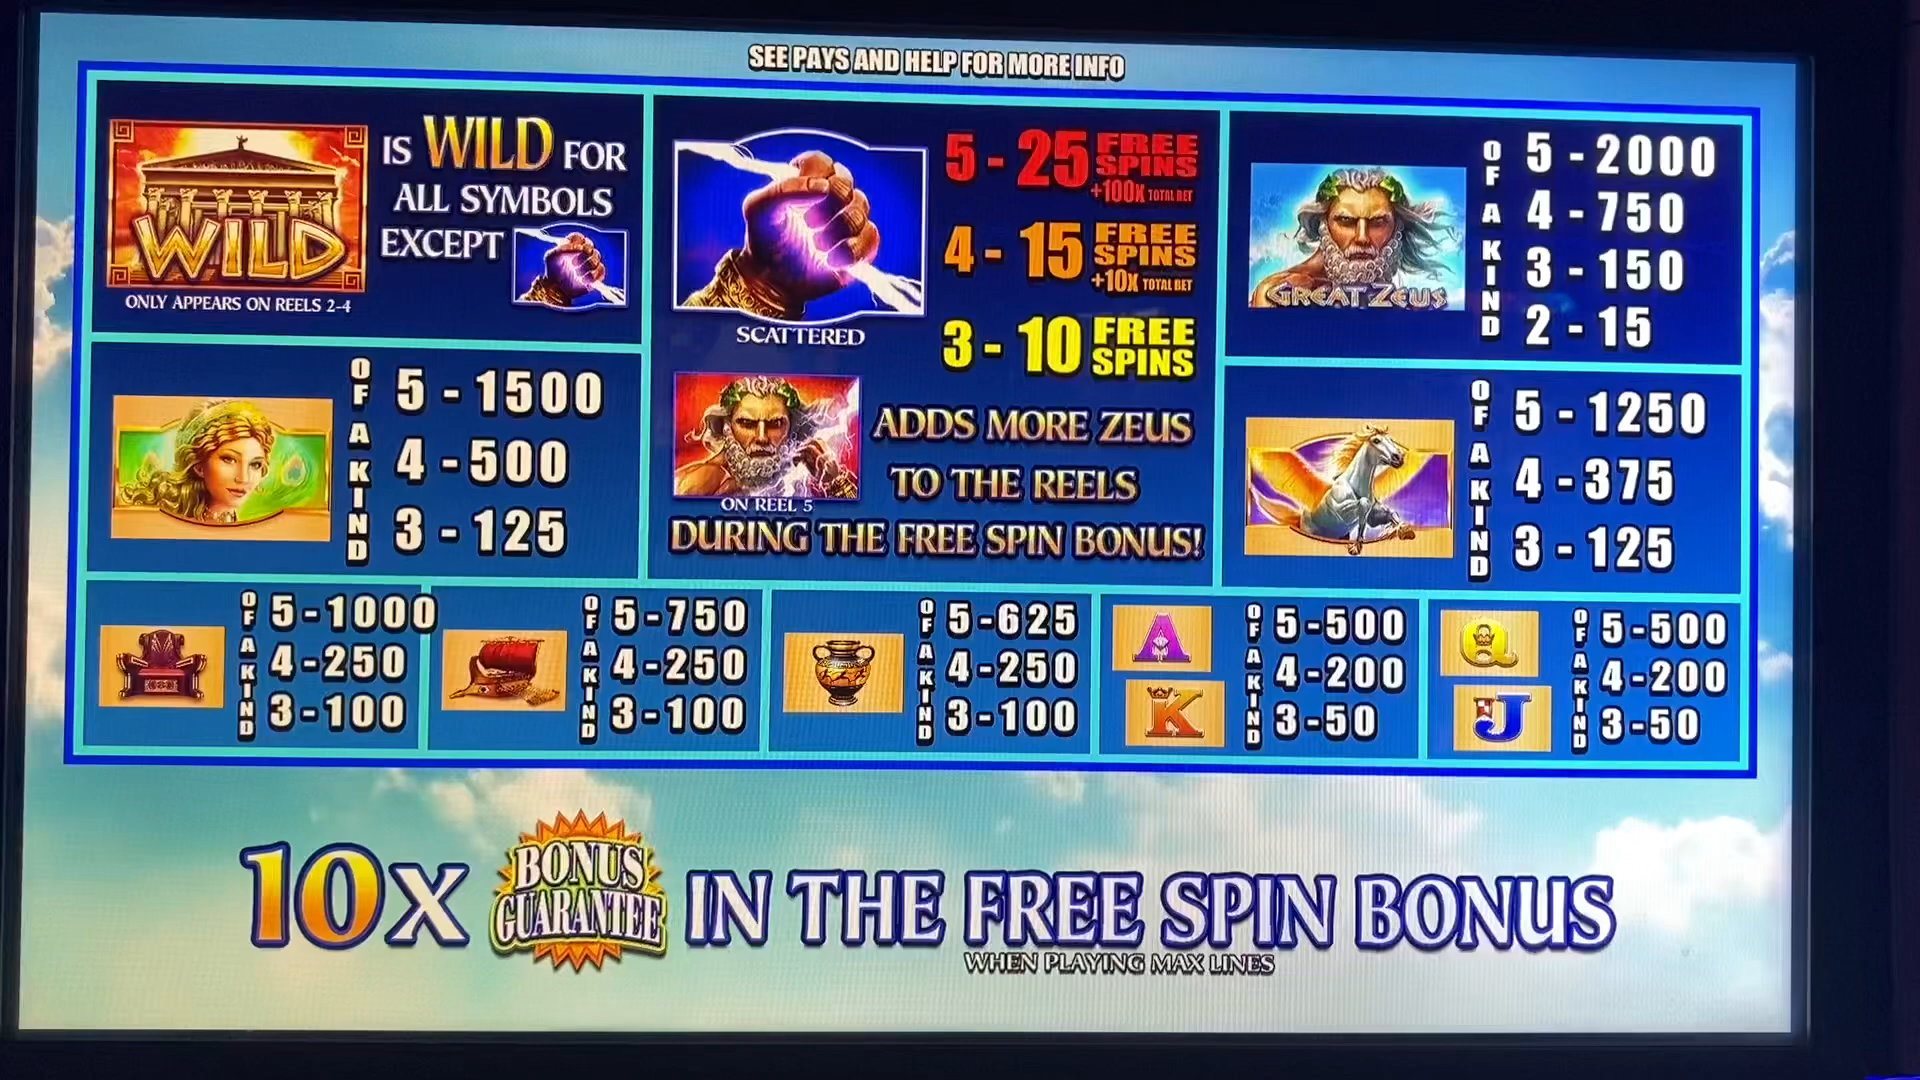 SEE PAYS AND HELP FOR MORE INFO
WILD
IS WILD FOR
ALL SYMBOLS
EXCEPT
ONLY APPEARS ON REELS 2-4
SCATTERED
5 - 25 FREE SPINS
+100X TOTAL BET
4 - 15 FREE SPINS
+10X TOTAL BET
3 - 10 FREE SPINS
ON REEL 5
ADDS MORE ZEUS
TO THE REELS
DURING THE FREE SPIN BONUS!
GREAT ZEUS
OF A KIND
5 - 2000
4 - 750
3 - 150
2 - 15
OF A KIND
5 - 1500
4 - 500
3 - 125
OF A KIND
5 - 1250
4 - 375
3 - 125
OF A KIND
5 - 1000
4 - 250
3 - 100
OF A KIND
5 - 750
4 - 250
3 - 100
OF A KIND
5 - 625
4 - 250
3 - 100
A
K
OF A KIND
5 - 500
4 - 200
3 - 50
Q
J
OF A KIND
5 - 500
4 - 200
3 - 50
10X BONUS GUARANTEE IN THE FREE SPIN BONUS
WHEN PLAYING MAX LINES